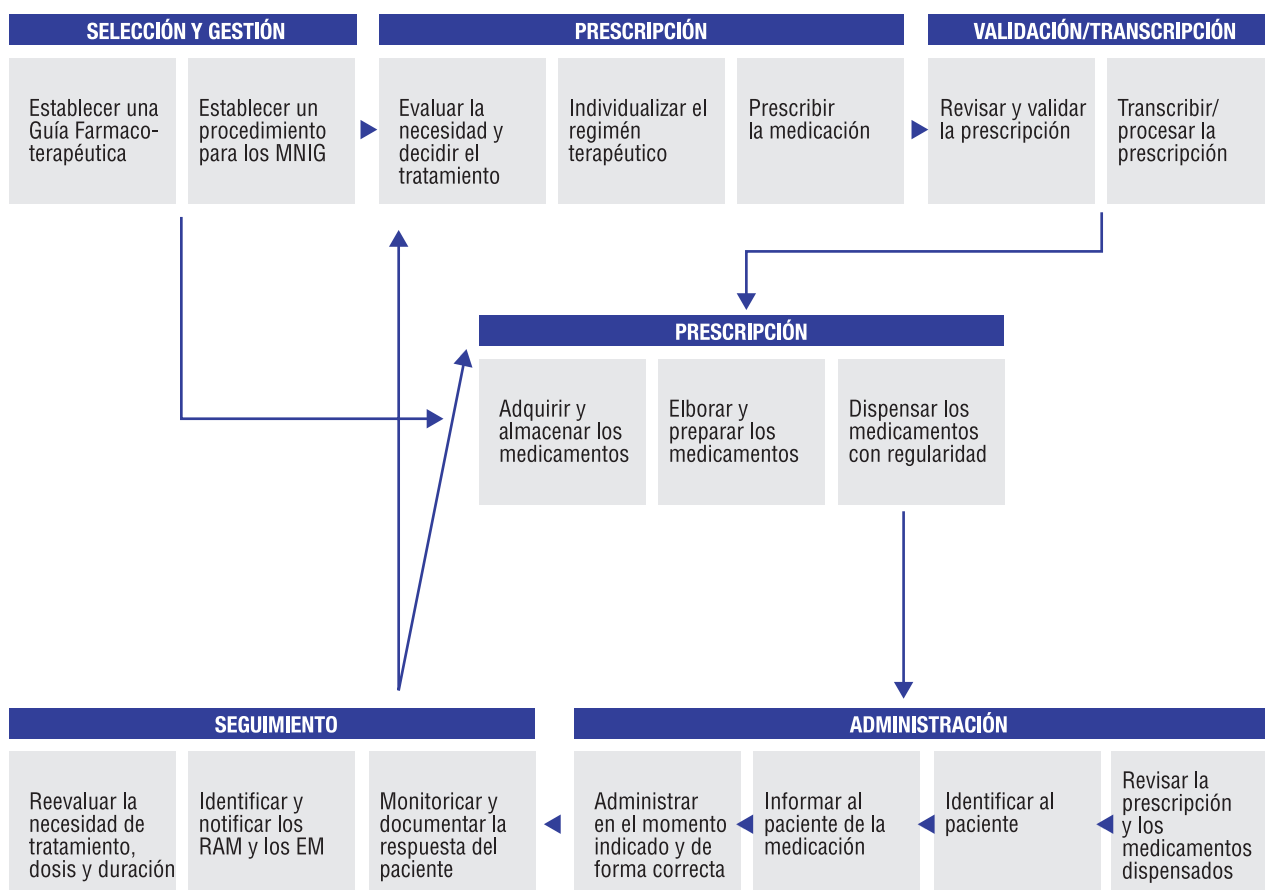 SELECCIÓN Y GESTIÓN
Establecer una
Guía Farmaco-
terapéutica
Establecer un
procedimiento
para los MNIG
PRESCRIPCIÓN
Evaluar la
necesidad y
decidir el
tratamiento
Individualizar el
regimén
terapéutico
Prescribir
la medicación
VALIDACIÓN/TRANSCRIPCIÓN
Revisar y validar
la prescripción
Transcribir/
procesar la
prescripción
PRESCRIPCIÓN
Adquirir y
almacenar los
medicamentos
Elborar y
preparar los
medicamentos
Dispensar los
medicamentos
con regularidad
SEGUIMIENTO
Reevaluar la
necesidad de
tratamiento,
dosis y duración
Identificar y
notificar los
RAM y los EM
Monitoricar y
documentar la
respuesta del
paciente
ADMINISTRACIÓN
Administrar
en el momento
indicado y de
forma correcta
Informar al
paciente de la
medicación
Identificar al
paciente
Revisar la
prescripción
y los
medicamentos
dispensados